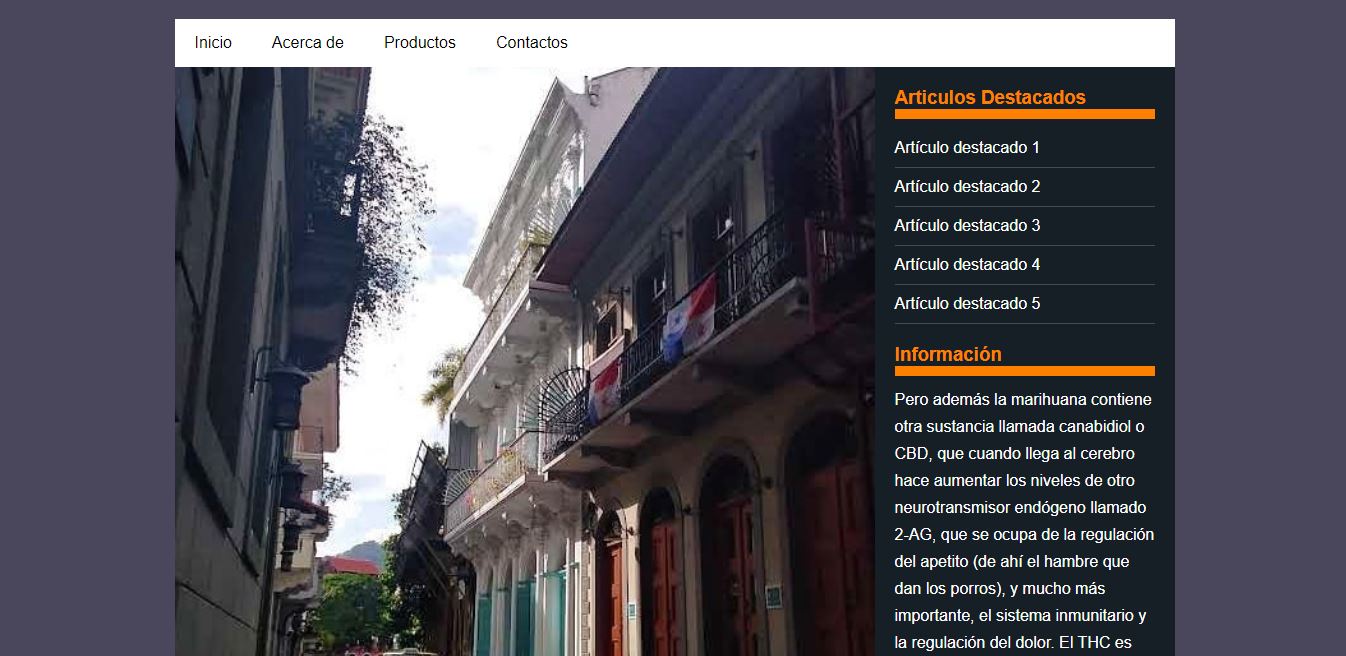 Inicio Acerca de Productos Contactos
Articulos Destacados
Artículo destacado 1
Artículo destacado 2
Artículo destacado 3
Artículo destacado 4
Artículo destacado 5
Información
Pero además la marihuana contiene
otra sustancia llamada canabidiol o
CBD, que cuando llega al cerebro
hace aumentar los niveles de otro
neurotransmisor endógeno llamado
2-AG, que se ocupa de la regulación
del apetito (de ahí el hambre que
dan los porros), y mucho más
importante, el sistema inmunitario y
la regulación del dolor. El THC es